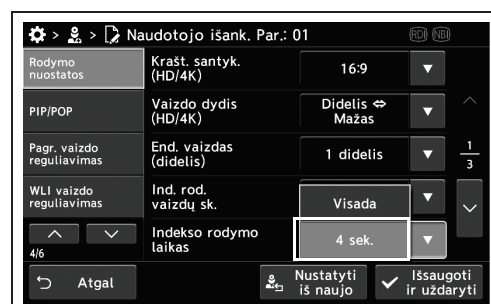 > > Naudotojo išank. Par.: 01 RDI NBI
Rodymo
nuostatos
Krašt. santyk.
(HD/4K)
16:9
PIP/POP
Vaizdo dydis
(HD/4K)
Didelis ⇔
Mažas
Pagr. vaizdo
reguliavimas
End. vaizdas
(didelis)
1 didelis
1
3
WLI vaizdo
reguliavimas
Ind. rod.
vaizdų sk.
Visada
4/6
Indekso rodymo
laikas
4 sek.
Atgal
Nustatyti
iš naujo
Išsaugoti
ir uždaryti